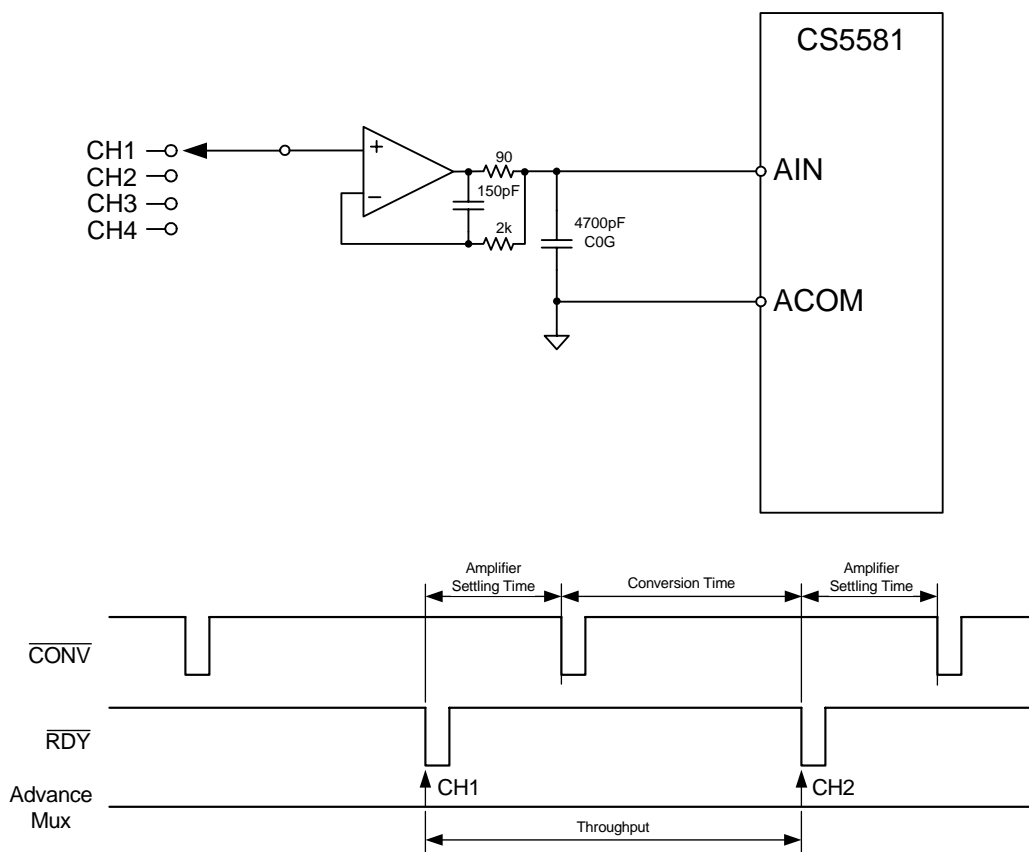 CS5581
CH1
CH2
CH3
CH4
+
−
90
150pF
2k
4700pF
C0G
AIN
ACOM
Amplifier
Settling Time
Conversion Time
Amplifier
Settling Time
CONV
RDY
Advance
Mux
CH1
CH2
Throughput